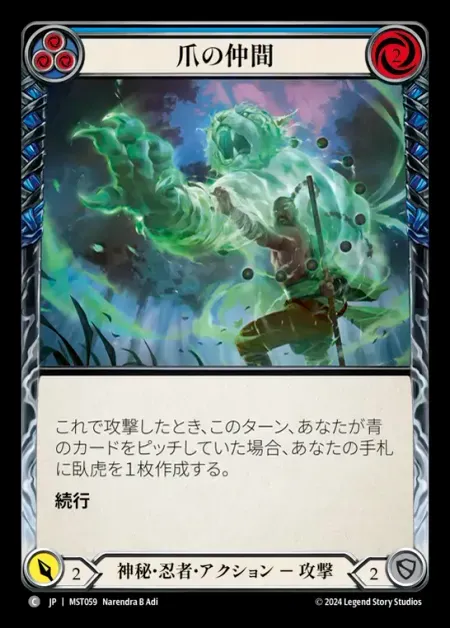 爪の仲間
2
これで攻撃したとき､このターン､あなたが青
のカードをピッチしていた場合､あなたの手札
に臥虎を1枚作成する｡
続行
2
神秘･忍者･アクション － 攻撃
2
C JP | MST059 Narendra B Adi
© 2024 Legend Story Studios